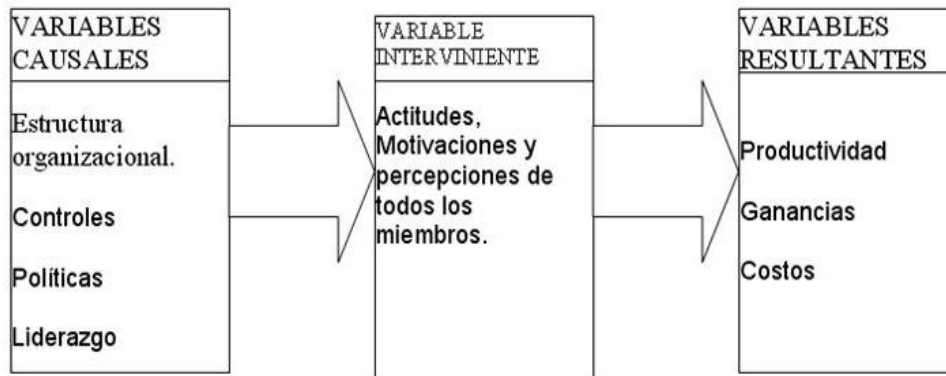 VARIABLES
CAUSALES
Estructura
organizacional.
Controles
Políticas
Liderazgo
VARIABLE
INTERVINIENTE
Actitudes,
Motivaciones y
percepciones de
todos los
miembros.
VARIABLES
RESULTANTES
Productividad
Ganancias
Costos